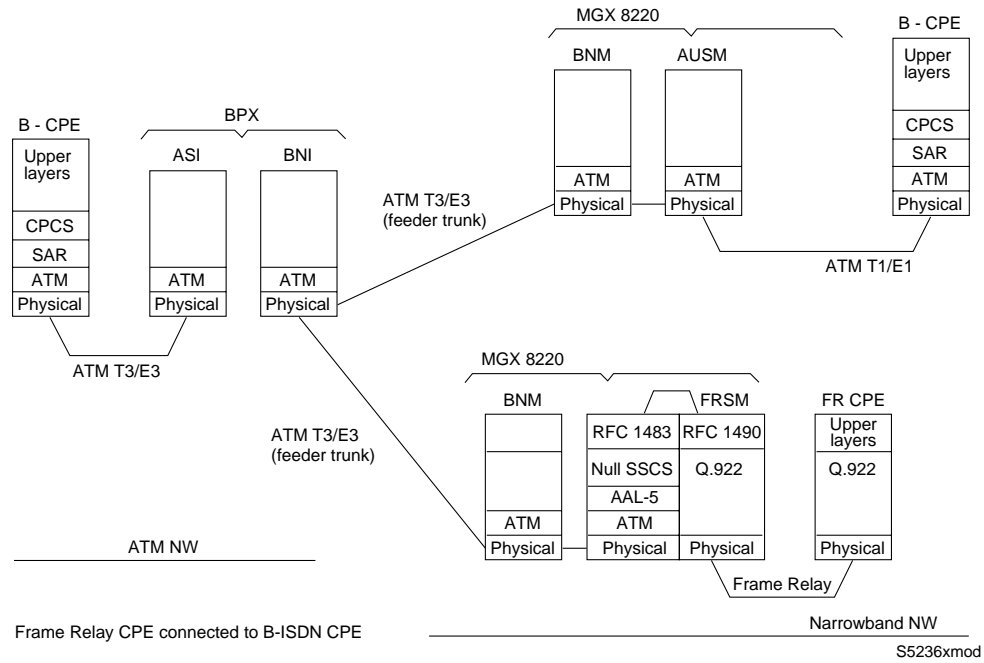 MGX 8220
BNM
AUSM
ATM
Physical
ATM
Physical
B - CPE
Upper
layers
CPCS
SAR
ATM
Physical
ATM T1/E1
B - CPE
Upper
layers
CPCS
SAR
ATM
Physical
ATM T3/E3
BPX
ASI
BNI
ATM
Physical
ATM
Physical
ATM T3/E3
(feeder trunk)
ATM T3/E3
(feeder trunk)
MGX 8220
BNM
ATM
Physical
FRSM
RFC 1483
Null SSCS
AAL-5
ATM
Physical
RFC 1490
Q.922
Physical
FR CPE
Upper
layers
Q.922
Physical
Frame Relay
ATM NW
Narrowband NW
Frame Relay CPE connected to B-ISDN CPE
S5236xmod